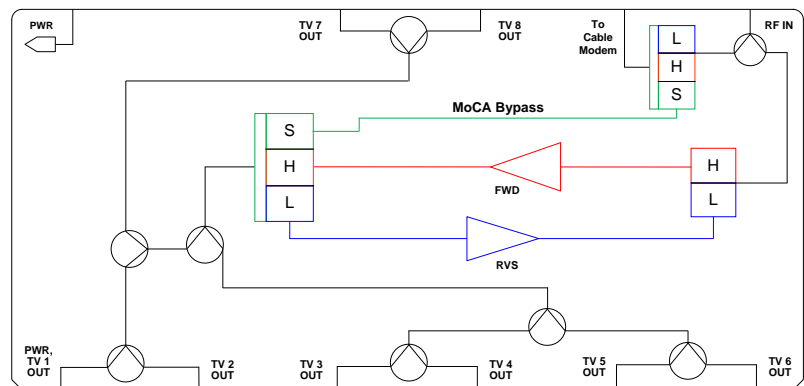 PWR
TV 7
OUT
TV 8
OUT
To
Cable
Modem
RF IN
L
H
S
MoCA Bypass
S
H
L
FWD
H
L
RVS
PWR,
TV 1
OUT
TV 2
OUT
TV 3
OUT
TV 4
OUT
TV 5
OUT
TV 6
OUT